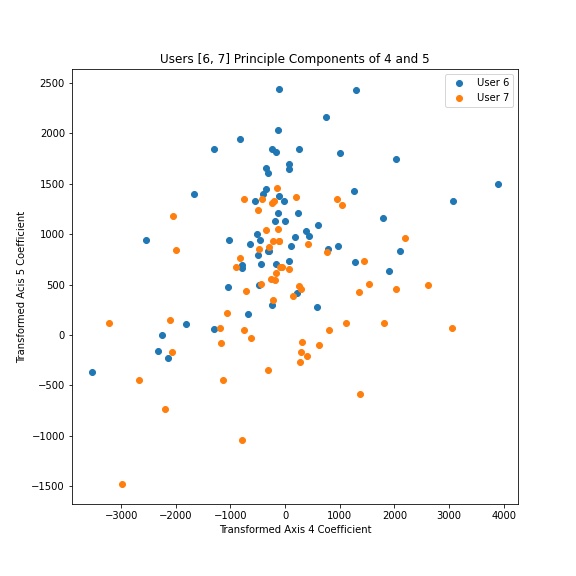 Users [6, 7] Principle Components of 4 and 5
User 6
User 7
Transformed Acis 5 Coefficient
2500
2000
1500
1000
500
0
−500
−1000
−1500
−3000 −2000 −1000 0 1000 2000 3000 4000
Transformed Axis 4 Coefficient